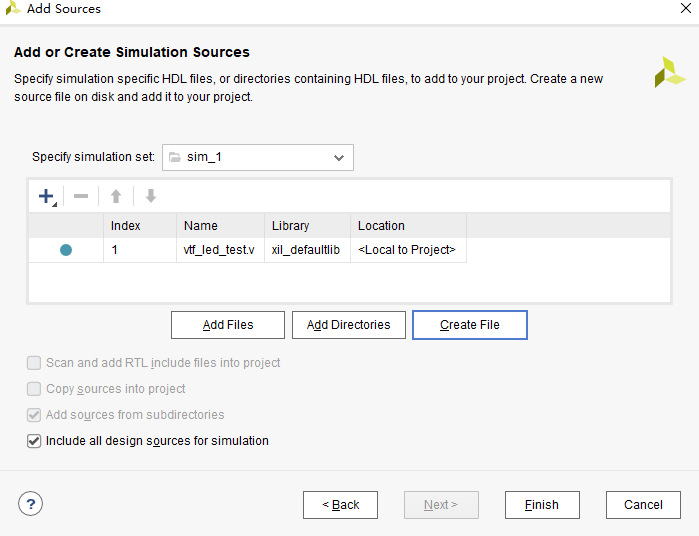 Add Sources
Add or Create Simulation Sources
Specify simulation specific HDL files, or directories containing HDL files, to add to your project. Create a new
source file on disk and add it to your project.
Specify simulation set: sim_1
Index Name Library Location
1 vtf_led_test.v xil_defaultlib <Local to Project>
Add Files Add Directories Create File
Scan and add RTL include files into project
Copy sources into project
Add sources from subdirectories
Include all design sources for simulation
? < Back Next > Finish Cancel